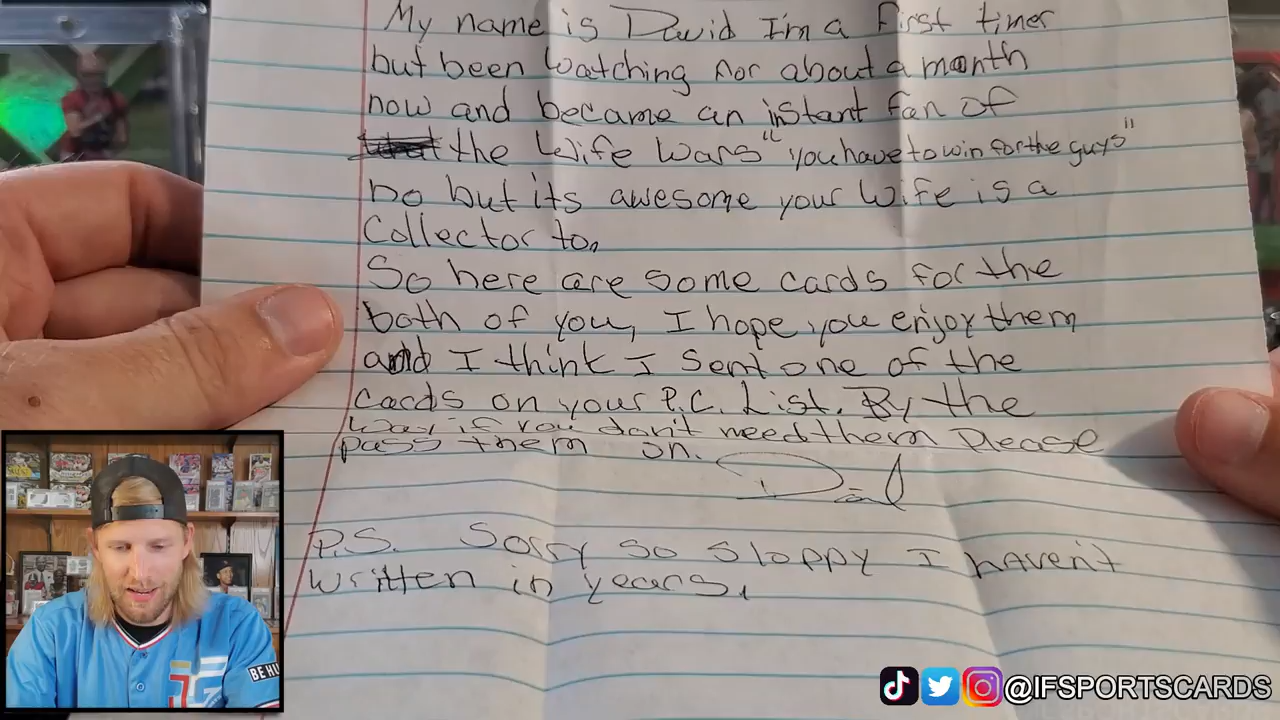 My name is David I'm a First timer
but been Watching for about a month
now and became an instant fan of
the Wife Wars "you have to win for the guys"
Do but its awesome your Wife is a
Collector to,
So here are some cards for the
both of you, I hope you enjoy them
and I think I sent one of the
cards on your P.C. List. By the
way if you don't need them Please
pass them on.
David
P.S. Sorry so sloppy I haven't
written in years,
BE HU
@IFSPORTSCARDS